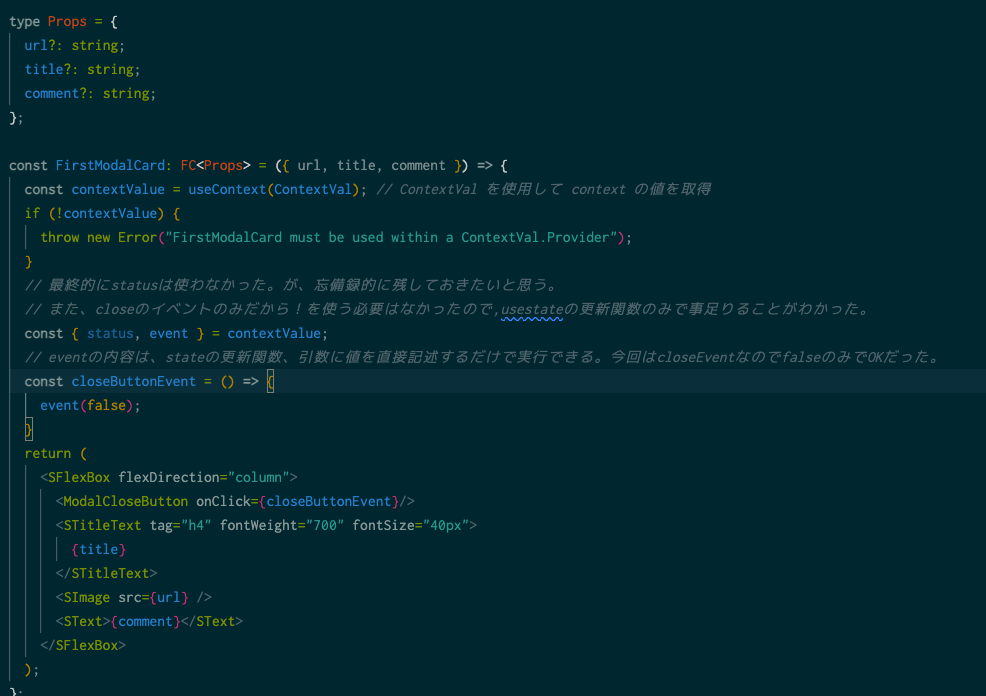 type Props = {
  url?: string;
  title?: string;
  comment?: string;
};

const FirstModalCard: FC<Props> = ({ url, title, comment }) => {
  const contextValue = useContext(ContextVal); // ContextVal を使用して context の値を取得
  if (!contextValue) {
    throw new Error("FirstModalCard must be used within a ContextVal.Provider");
  }
  // 最終的にstatusは使わなかった。が、忘備録的に残しておきたいと思う。
  // また、closeのイベントのみだから！を使う必要はなかったので,usestateの更新関数のみで事足りることがわかった。
  const { status, event } = contextValue;
  // eventの内容は、stateの更新関数、引数に値を直接記述するだけで実行できる。今回はcloseEventなのでfalseのみでOKだった。
  const closeButtonEvent = () => {
    event(false);
  }
  return (
    <SFlexBox flexDirection="column">
      <ModalCloseButton onClick={closeButtonEvent}/>
      <STitleText tag="h4" fontWeight="700" fontSize="40px">
        {title}
      </STitleText>
      <SImage src={url} />
      <SText>{comment}</SText>
    </SFlexBox>
  );
};